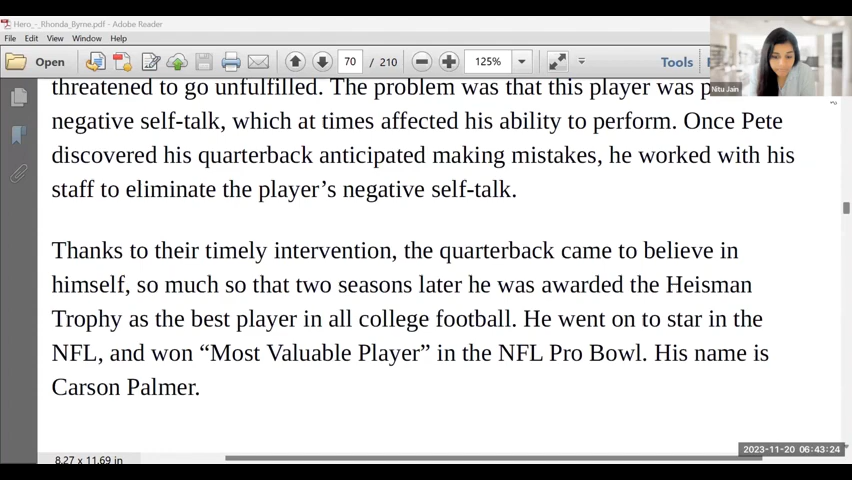 Hero_-_Rhonda_Byrne.pdf - Adobe Reader
File Edit View Window Help
Open 70 / 210 125% Tools
Nitu Jain
threatened to go unfulfilled. The problem was that this player was p
negative self-talk, which at times affected his ability to perform. Once Pete
discovered his quarterback anticipated making mistakes, he worked with his
staff to eliminate the player’s negative self-talk.
Thanks to their timely intervention, the quarterback came to believe in
himself, so much so that two seasons later he was awarded the Heisman
Trophy as the best player in all college football. He went on to star in the
NFL, and won “Most Valuable Player” in the NFL Pro Bowl. His name is
Carson Palmer.
2023-11-20 06:43:24
8.27 x 11.69 in